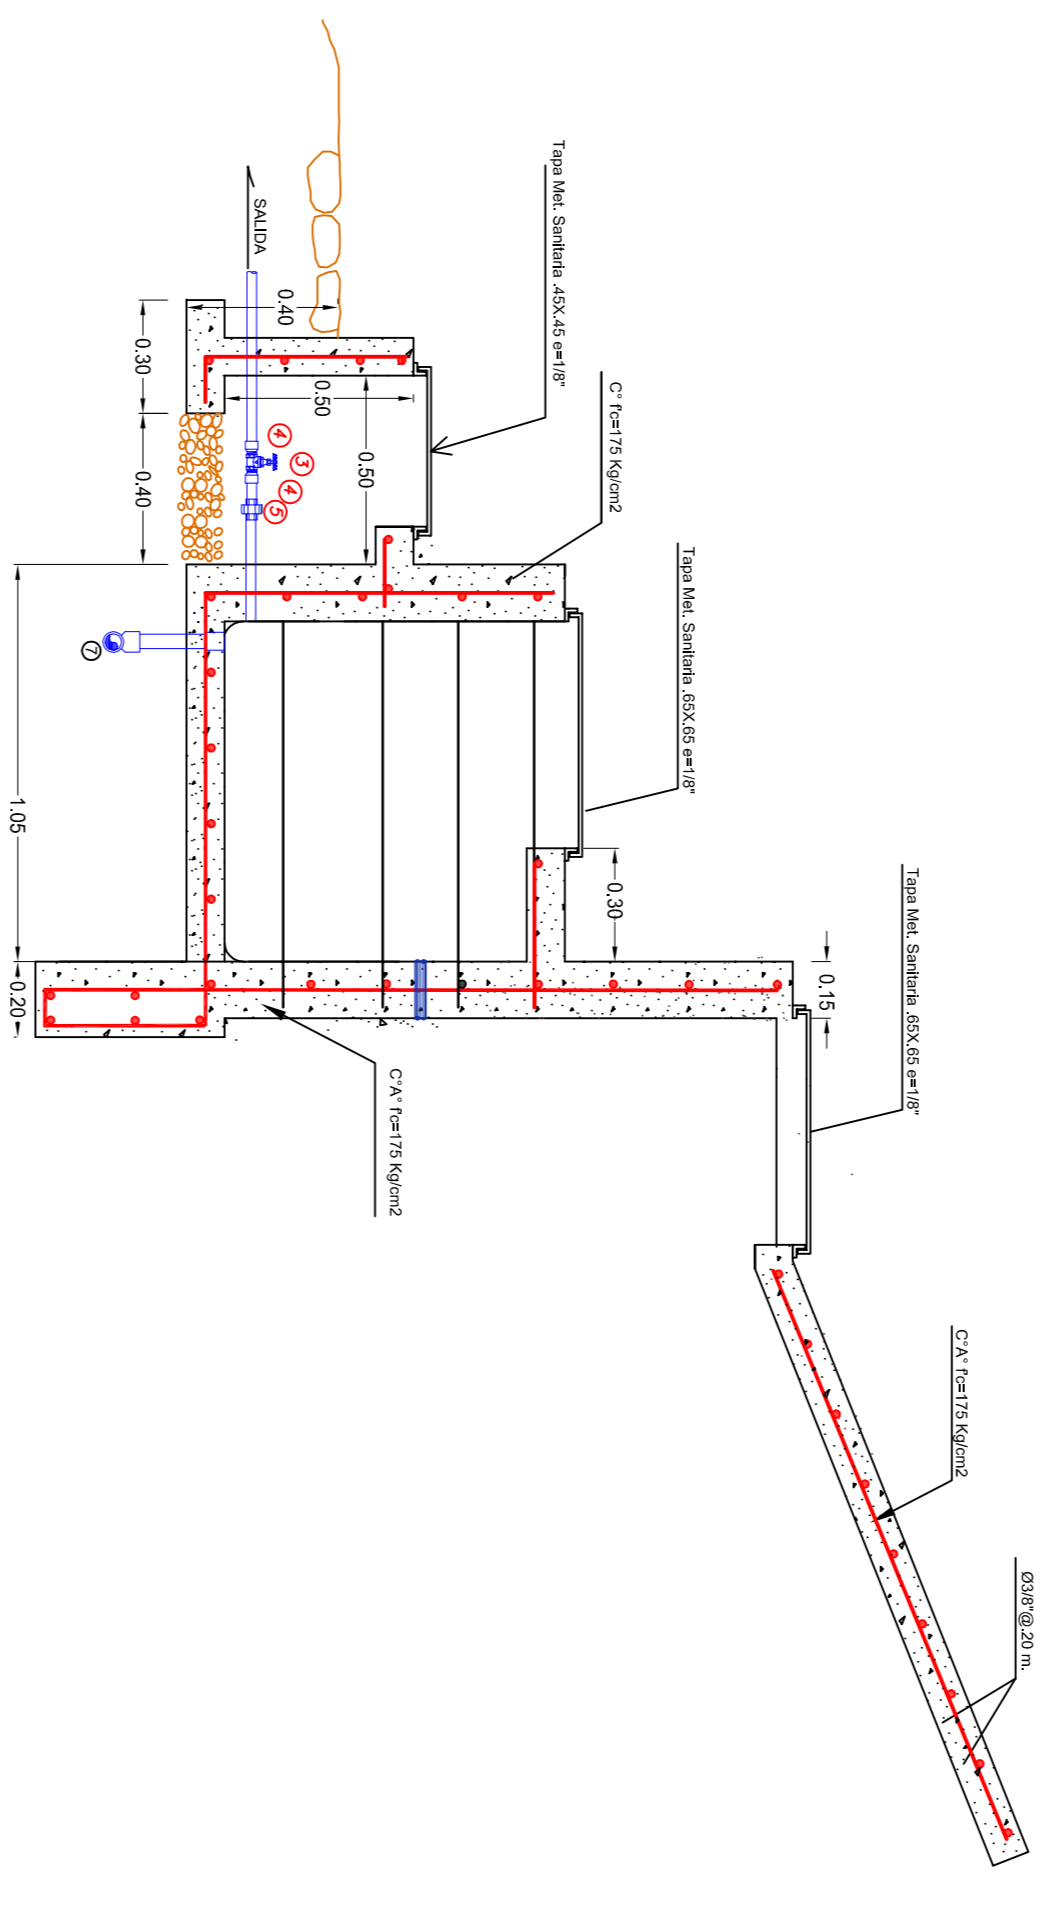 Ø3/8"@.20 m.
C°A° f'c=175 Kg/cm2
Tapa Met. Sanitaria .65X.65 e=1/8"
0.15
Tapa Met. Sanitaria .65X.65 e=1/8"
0.30
C° f'c=175 Kg/cm2
Tapa Met. Sanitaria .45X.45 e=1/8"
0.50
0.50
0.40
SALIDA
4
3
4
5
C°A° f'c=175 Kg/cm2
7
0.30
0.40
1.05
0.20